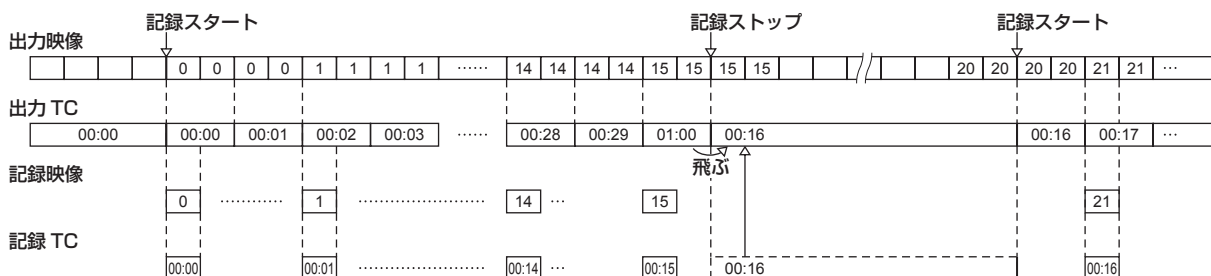 記録スタート 記録ストップ 記録スタート
出力映像
0 0 0 0 1 1 1 1 …… 14 14 14 14 15 15 15 15 20 20 20 20 21 21 …
出力 TC
00:00 00:00 00:01 00:02 00:03 …… 00:28 00:29 01:00 00:16 00:16 00:17 …
飛ぶ
記録映像
0 ………… 1 …………………… 14 … 15 21
記録 TC
00:00 00:01 …………………… 00:14 … 00:15 00:16 00:16